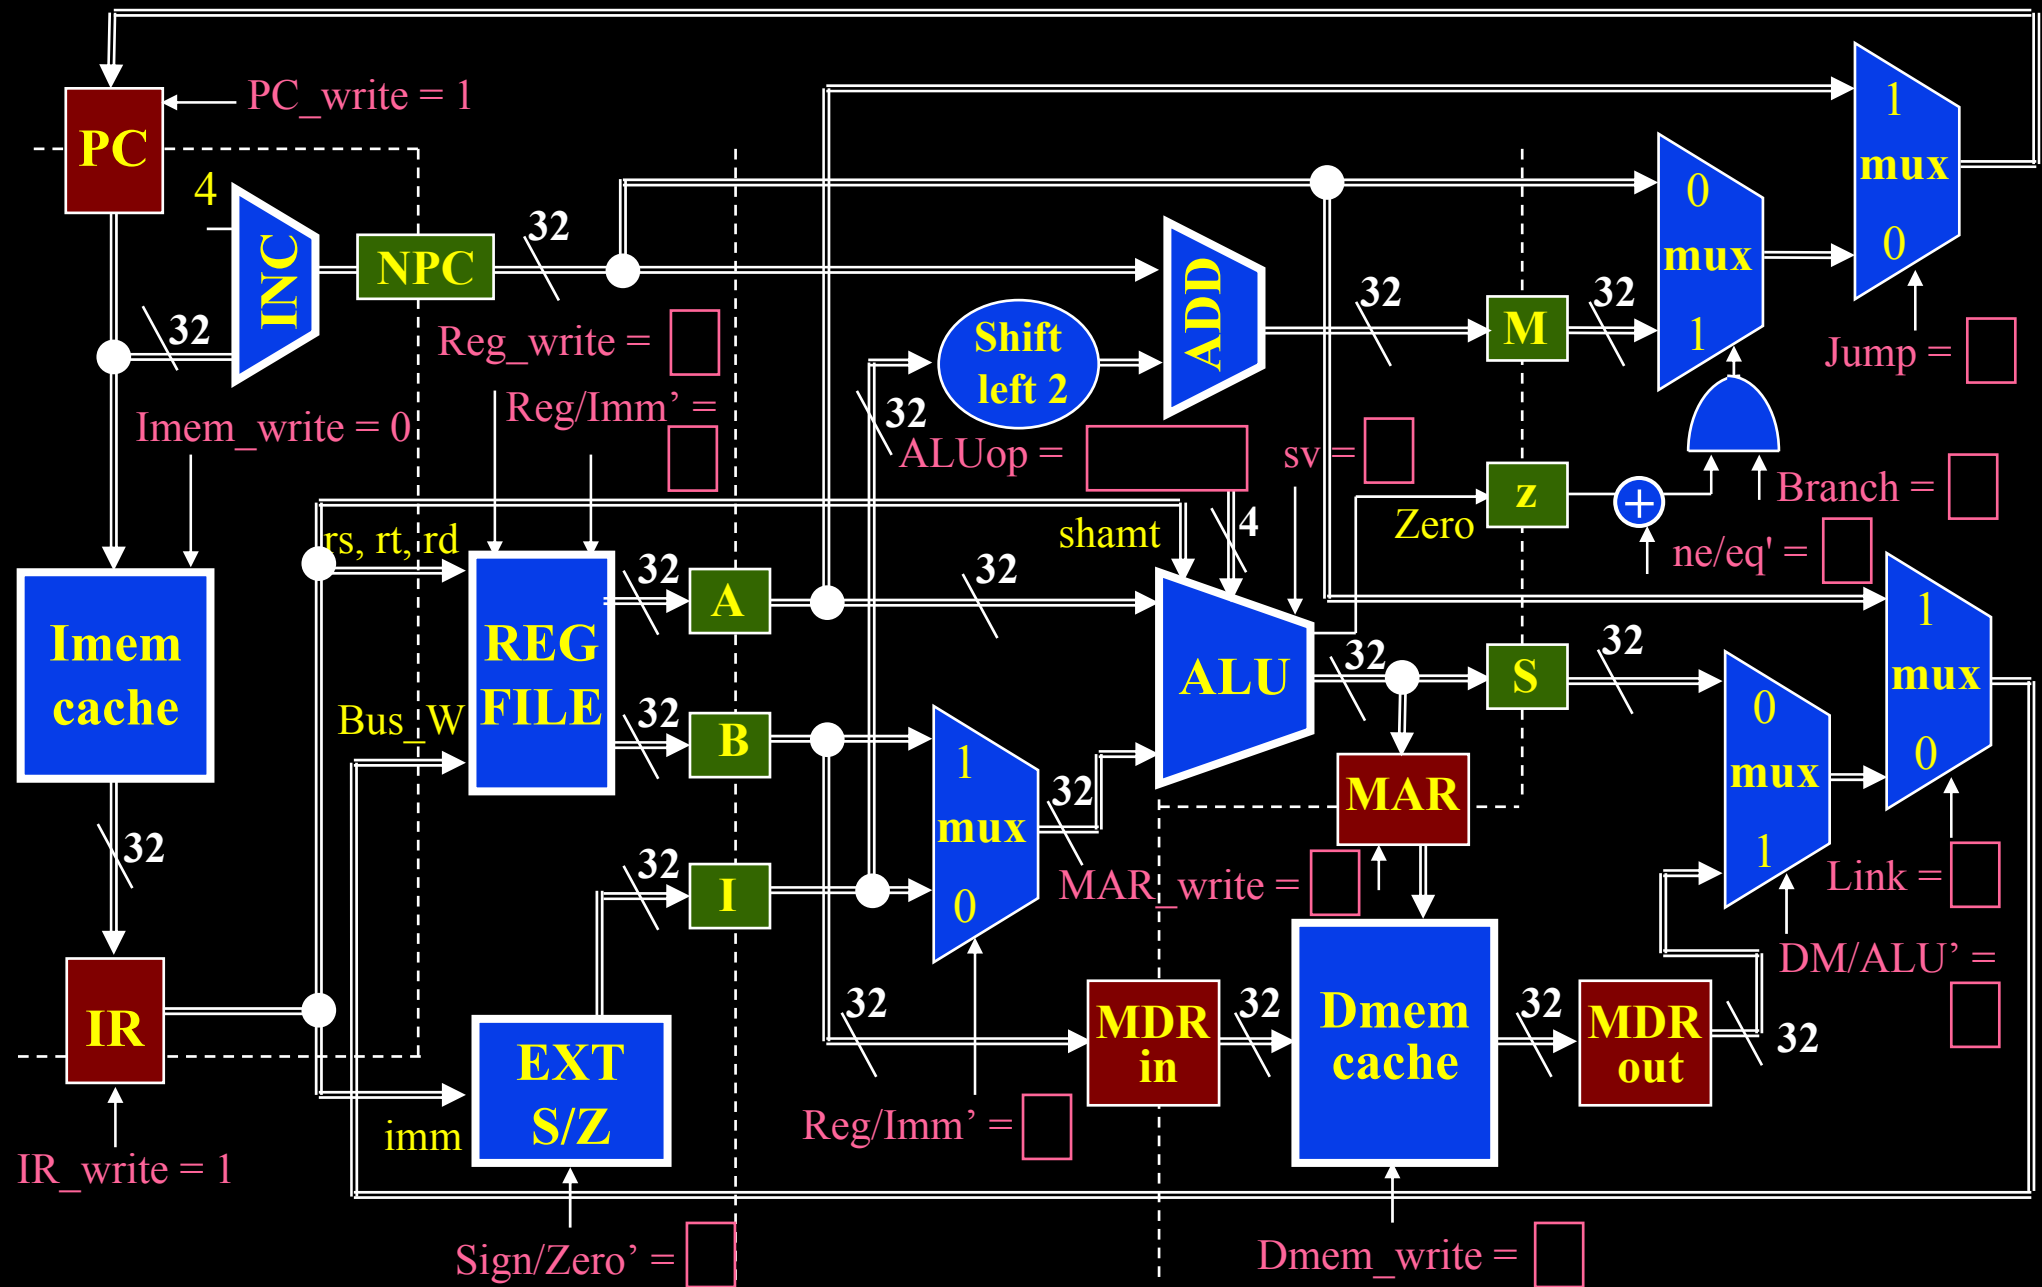 PC_write = 1
PC
4
INC
NPC
32
32
Reg_write =
Reg/Imm’ =
Imem_write = 0
ADD
Shift
left 2
32
32
M
32
0
mux
1
1
mux
0
Jump =
ALUop =
sv =
4
shamt
Zero
z
+
Branch =
ne/eq' =
rs, rt, rd
REG
FILE
Bus_W
32
A
32
32
B
32
I
Imem
cache
32
IR
IR_write = 1
imm
EXT
S/Z
Sign/Zero’ =
1
mux
0
32
Reg/Imm’ =
ALU
32
S
32
MAR
MAR_write =
32
MDR
in
32
Dmem
cache
32
MDR
out
32
Dmem_write =
0
mux
1
DM/ALU’ =
1
mux
0
Link =